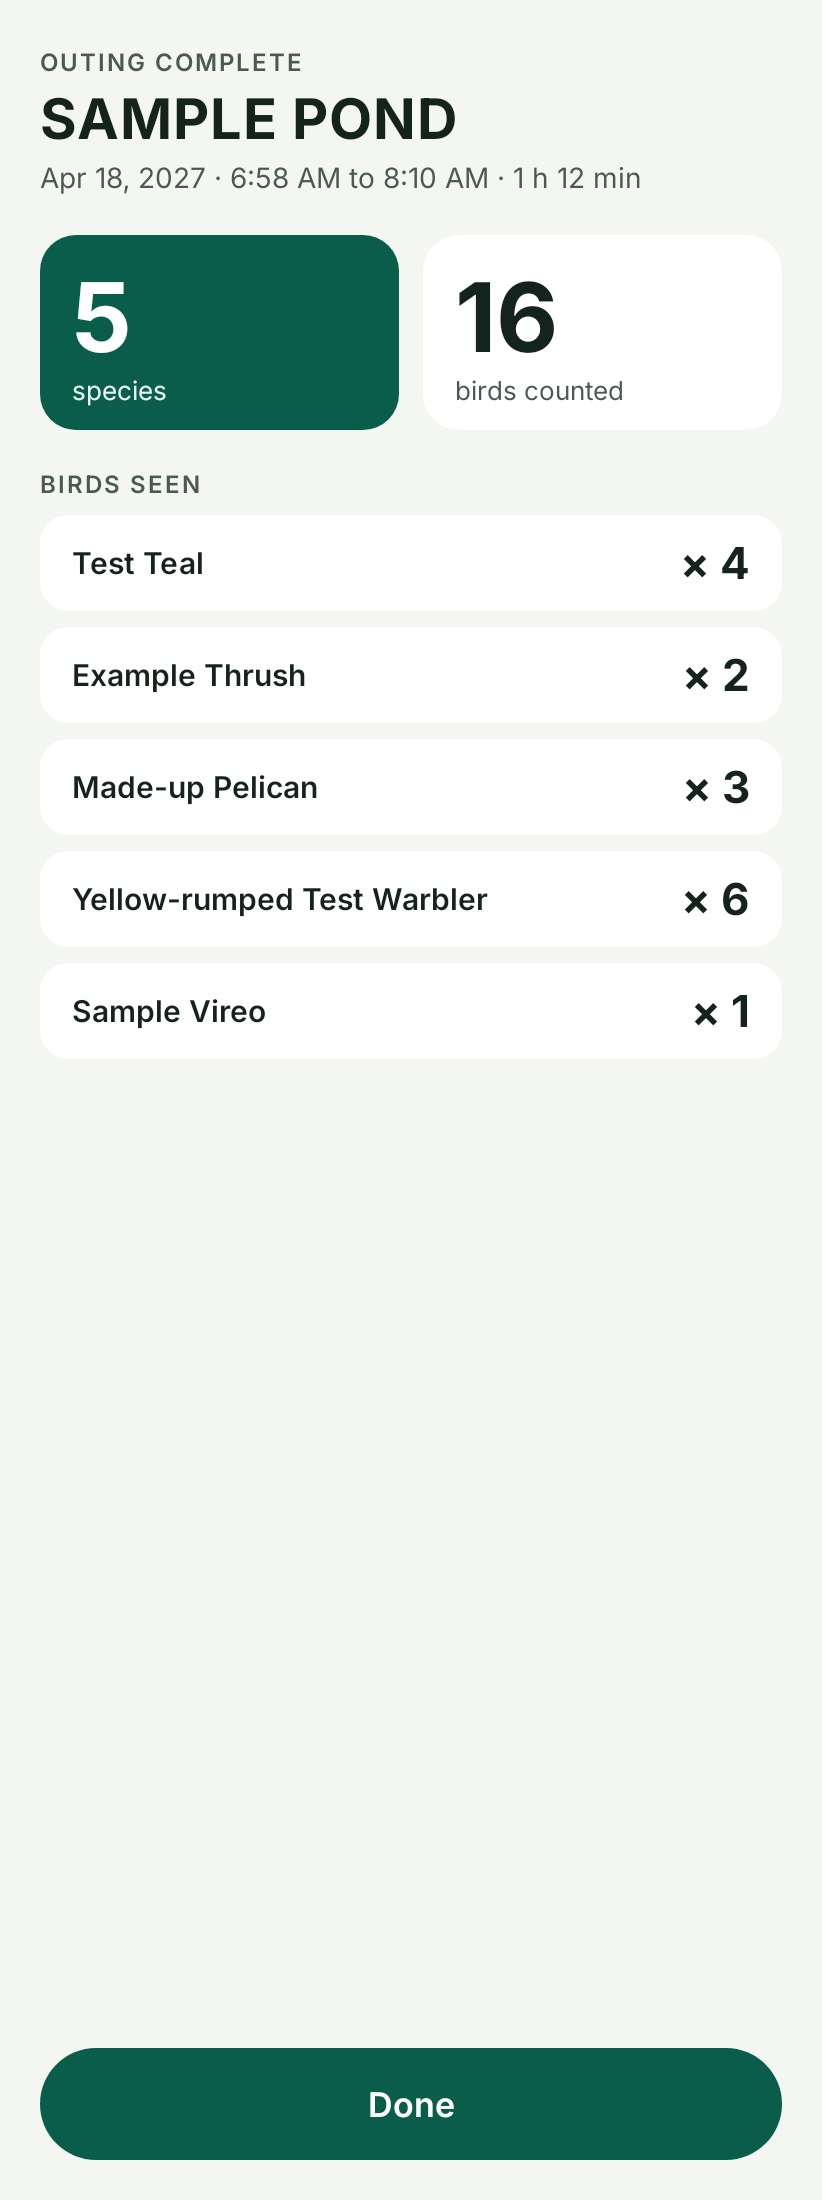 OUTING COMPLETE
SAMPLE POND
Apr 18, 2027 · 6:58 AM to 8:10 AM · 1 h 12 min
5
species
16
birds counted
BIRDS SEEN
Test Teal × 4
Example Thrush × 2
Made-up Pelican × 3
Yellow-rumped Test Warbler × 6
Sample Vireo × 1
Done